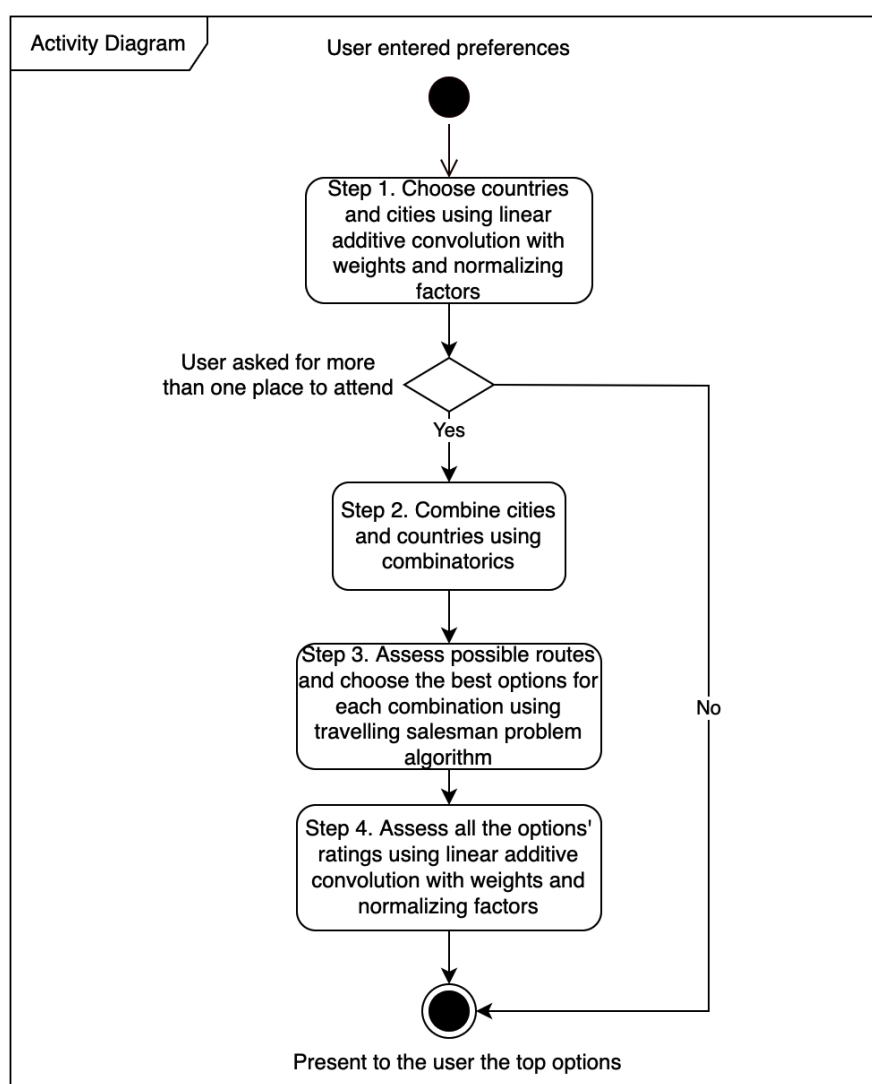 Activity Diagram
User entered preferences
Step 1. Choose countries
and cities using linear
additive convolution with
weights and normalizing
factors
User asked for more
than one place to attend
Yes
Step 2. Combine cities
and countries using
combinatorics
Step 3. Assess possible routes
and choose the best options for
each combination using
travelling salesman problem
algorithm
No
Step 4. Assess all the options'
ratings using linear additive
convolution with weights and
normalizing factors
Present to the user the top options